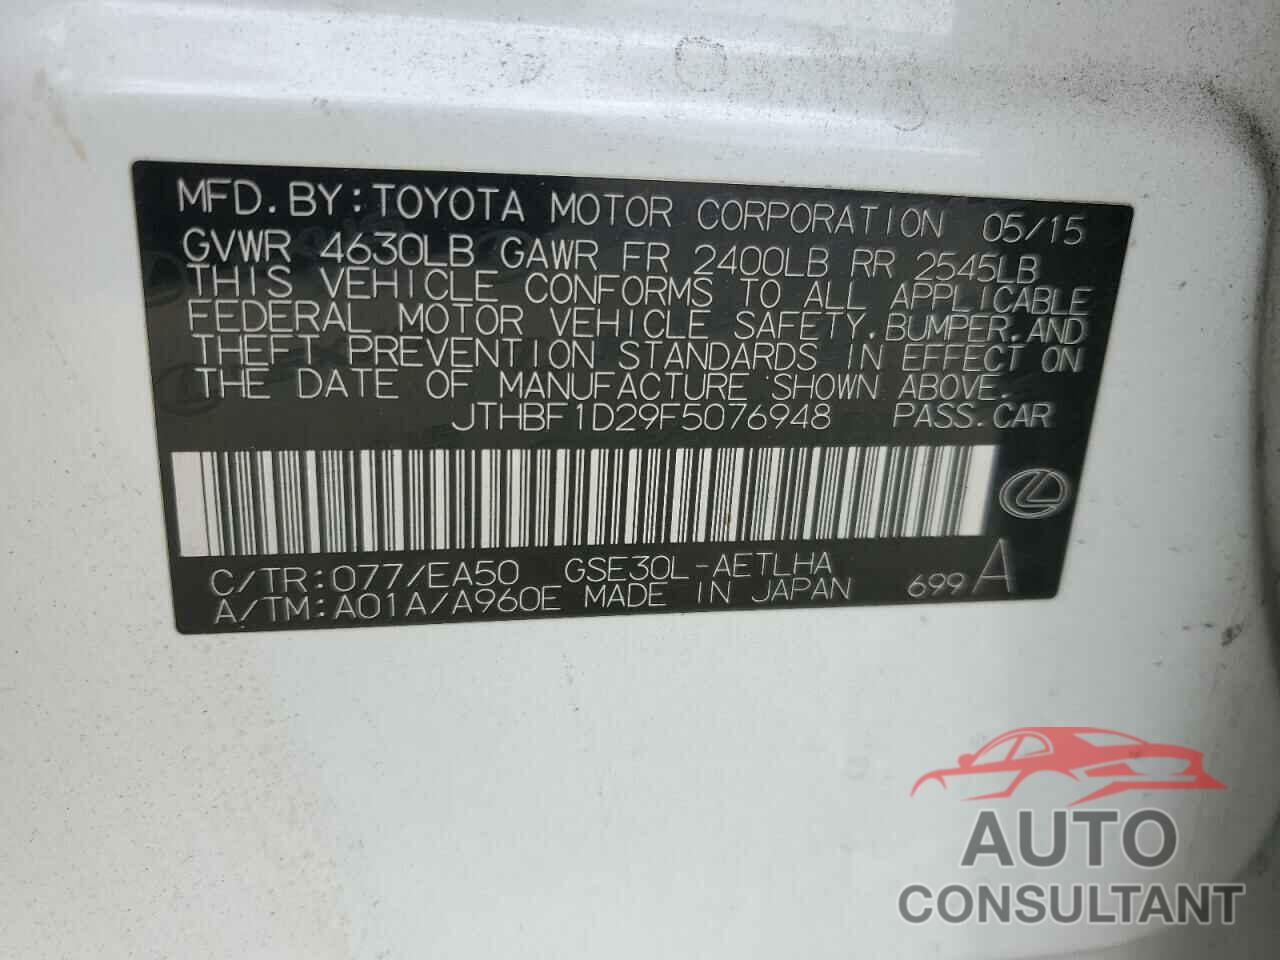 MFD.BY:TOYOTA MOTOR CORPORATION 05/15
GVWR 4630LB GAWR FR 2400LB RR 2545LB
THIS VEHICLE CONFORMS TO ALL APPLICABLE
FEDERAL MOTOR VEHICLE SAFETY,BUMPER,AND
THEFT PREVENTION STANDARDS IN EFFECT ON
THE DATE OF MANUFACTURE SHOWN ABOVE.
JTHBF1D29F5076948 PASS.CAR
C/TR:077/EA50 GSE30L-AETLHA
A/TM:A01A/A960E MADE IN JAPAN 699 A
AUTO
CONSULTANT